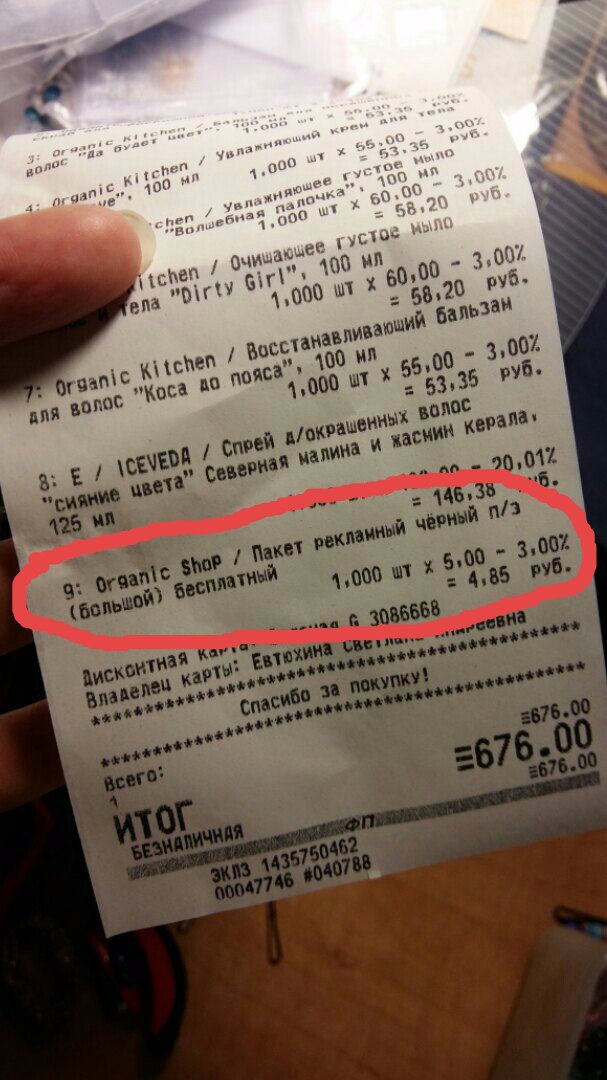 3: Organic Kitchen / Увлажняющий крем для тела
волос "Да будет цвет", 100 мл
1,000 шт x 55,00 - 3,00%
= 53,35 руб.
4: Organic Kitchen / Увлажняющий крем для тела
100 мл
1,000 шт x 55,00 - 3,00%
= 53,35 руб.
chen / Увлажняющее густое мыло
"Волшебная палочка", 100 мл
1,000 шт x 60,00 - 3,00%
= 58,20 руб.
itchen / Очищающее густое мыло
и тела "Dirty Girl", 100 мл
1,000 шт x 60,00 - 3,00%
= 58,20 руб.
7: Organic Kitchen / Восстанавливающий бальзам
для волос "Коса до пояса", 100 мл
1,000 шт x 55,00 - 3,00%
= 53,35 руб.
8: E / ICEVEDA / Спрей д/окрашенных волос
"сияние цвета" Северная малина и жасмин керала,
125 мл
- 20,01%
= 146,38 руб.
9: Organic Shop / Пакет рекламный чёрный п/э
(большой) бесплатный
1,000 шт x 5,00 - 3,00%
= 4,85 руб.
Дисконтная карта: G 3086668
Владелец карты: Евтюхина Светлана Андреевна
****************************************
Спасибо за покупку!
****************************************
Всего:
1
≡676.00
ИТОГ ≡676.00
БЕЗНАЛИЧНАЯ ≡676.00
ФП
ЭКЛЗ 1435750462
00047746 #040788